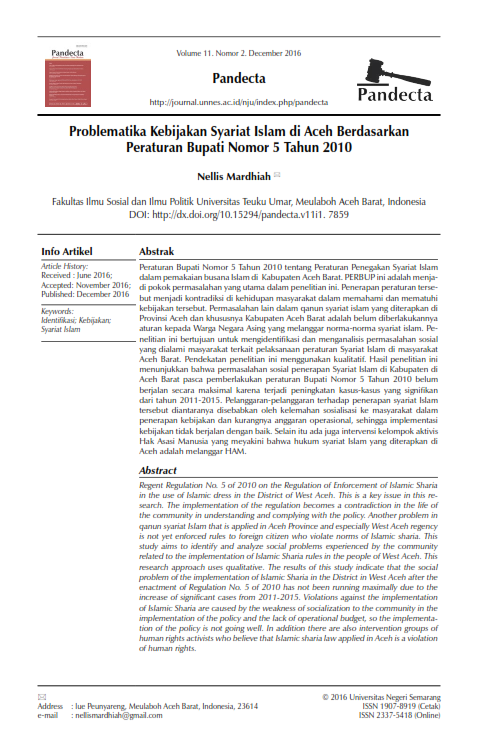 Pandecta
Volume 11. Nomor 2. December 2016
Pandecta
http://journal.unnes.ac.id/nju/index.php/pandecta
Pandecta
Problematika Kebijakan Syariat Islam di Aceh Berdasarkan
Peraturan Bupati Nomor 5 Tahun 2010
Nellis Mardhiah
Fakultas Ilmu Sosial dan Ilmu Politik Universitas Teuku Umar, Meulaboh Aceh Barat, Indonesia
DOI: http://dx.doi.org/10.15294/pandecta.v11i1. 7859
Info Artikel
Article History:
Received : June 2016;
Accepted: November 2016;
Published: December 2016
Keywords:
Identifikasi; Kebijakan;
Syariat Islam
Abstrak
Peraturan Bupati Nomor 5 Tahun 2010 tentang Peraturan Penegakan Syariat Islam
dalam pemakaian busana Islam di Kabupaten Aceh Barat. PERBUP ini adalah menja-
di pokok permasalahan yang utama dalam penelitian ini. Penerapan peraturan terse-
but menjadi kontradiksi di kehidupan masyarakat dalam memahami dan mematuhi
kebijakan tersebut. Permasalahan lain dalam qanun syariat islam yang diterapkan di
Provinsi Aceh dan khususnya Kabupaten Aceh Barat adalah belum diberlakukannya
aturan kepada Warga Negara Asing yang melanggar norma-norma syariat islam. Pe-
nelitian ini bertujuan untuk mengidentifikasi dan menganalisis permasalahan sosial
yang dialami masyarakat terkait pelaksanaan peraturan Syariat Islam di masyarakat
Aceh Barat. Pendekatan penelitian ini menggunakan kualitatif. Hasil penelitian ini
menunjukkan bahwa permasalahan sosial penerapan Syariat Islam di Kabupaten di
Aceh Barat pasca pemberlakukan peraturan Bupati Nomor 5 Tahun 2010 belum
berjalan secara maksimal karena terjadi peningkatan kasus-kasus yang signifikan
dari tahun 2011-2015. Pelanggaran-pelanggaran terhadap penerapan syariat Islam
tersebut diantaranya disebabkan oleh kelemahan sosialisasi ke masyarakat dalam
penerapan kebijakan dan kurangnya anggaran operasional, sehingga implementasi
kebijakan tidak berjalan dengan baik. Selain itu ada juga intervensi kelompok aktivis
Hak Asasi Manusia yang meyakini bahwa hukum syariat Islam yang diterapkan di
Aceh adalah melanggar HAM.
Abstract
Regent Regulation No. 5 of 2010 on the Regulation of Enforcement of Islamic Sharia
in the use of Islamic dress in the District of West Aceh. This is a key issue in this re-
search. The implementation of the regulation becomes a contradiction in the life of
the community in understanding and complying with the policy. Another problem in
qanun syariat Islam that is applied in Aceh Province and especially West Aceh regency
is not yet enforced rules to foreign citizen who violate norms of Islamic sharia. This
study aims to identify and analyze social problems experienced by the community
related to the implementation of Islamic Sharia rules in the people of West Aceh. This
research approach uses qualitative. The results of this study indicate that the social
problem of the implementation of Islamic Sharia in the District in West Aceh after the
enactment of Regulation No. 5 of 2010 has not been running maximally due to the
increase of significant cases from 2011-2015. Violations against the implementation
of Islamic Sharia are caused by the weakness of socialization to the community in the
implementation of the policy and the lack of operational budget, so the implementa-
tion of the policy is not going well. In addition there are also intervention groups of
human rights activists who believe that Islamic sharia law applied in Aceh is a violation
of human rights.
Address : Jue Peunyareng, Meulaboh Aceh Barat, Indonesia, 23614
e-mail : nellismardhiah@gmail.com
© 2016 Universitas Negeri Semarang
ISSN 1907-8919 (Cetak)
ISSN 2337-5418 (Online)